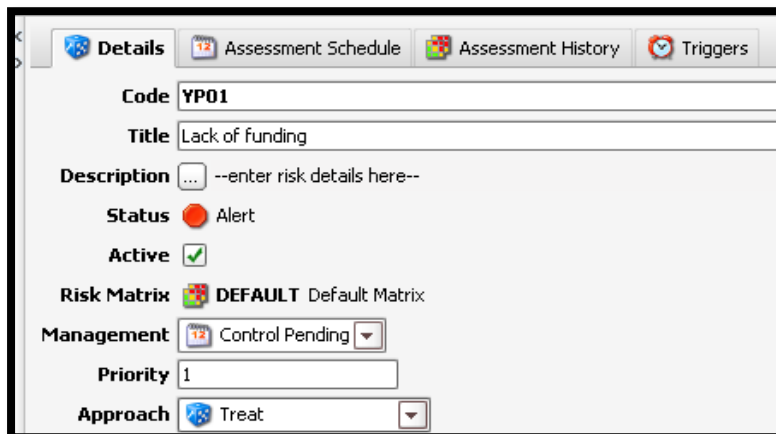 Details Assessment Schedule Assessment History Triggers
Code YP01
Title Lack of funding
Description ... --enter risk details here--
Status Alert
Active
Risk Matrix DEFAULT Default Matrix
Management 12 Control Pending
Priority 1
Approach Treat